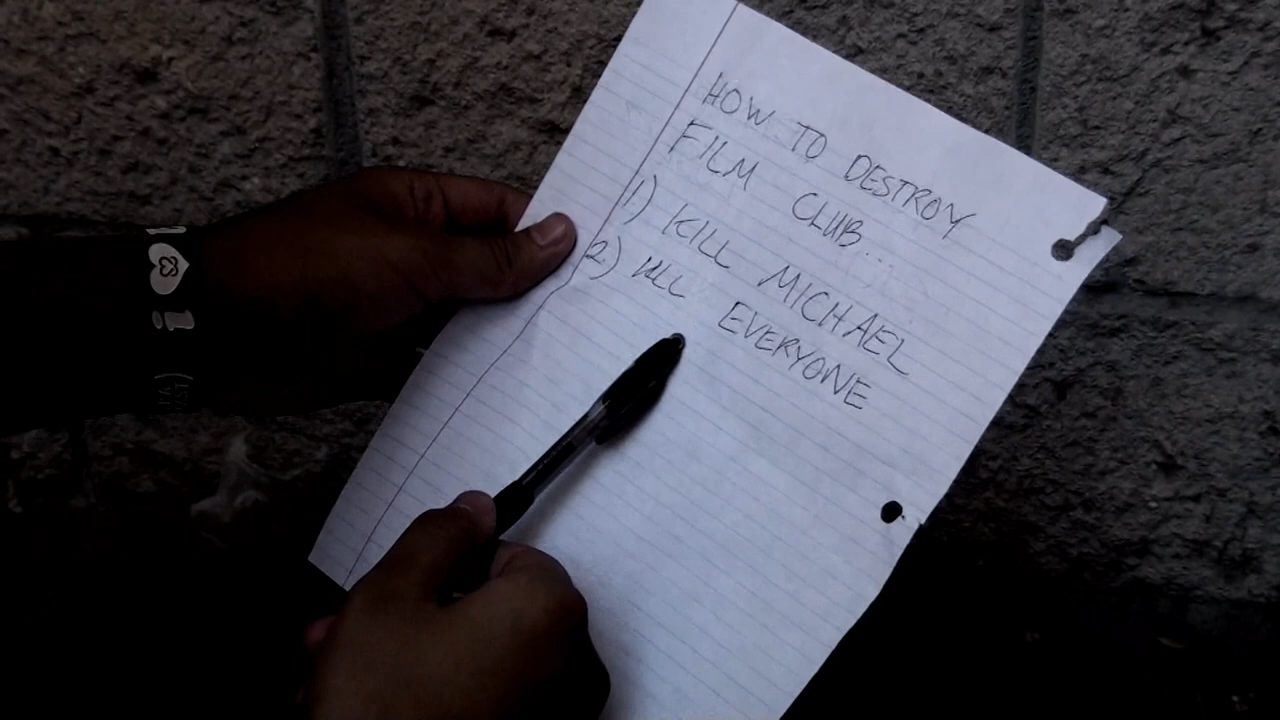 HOW TO DESTROY
FILM CLUB...
1) KILL MICHAEL
2) KILL EVERYONE
i